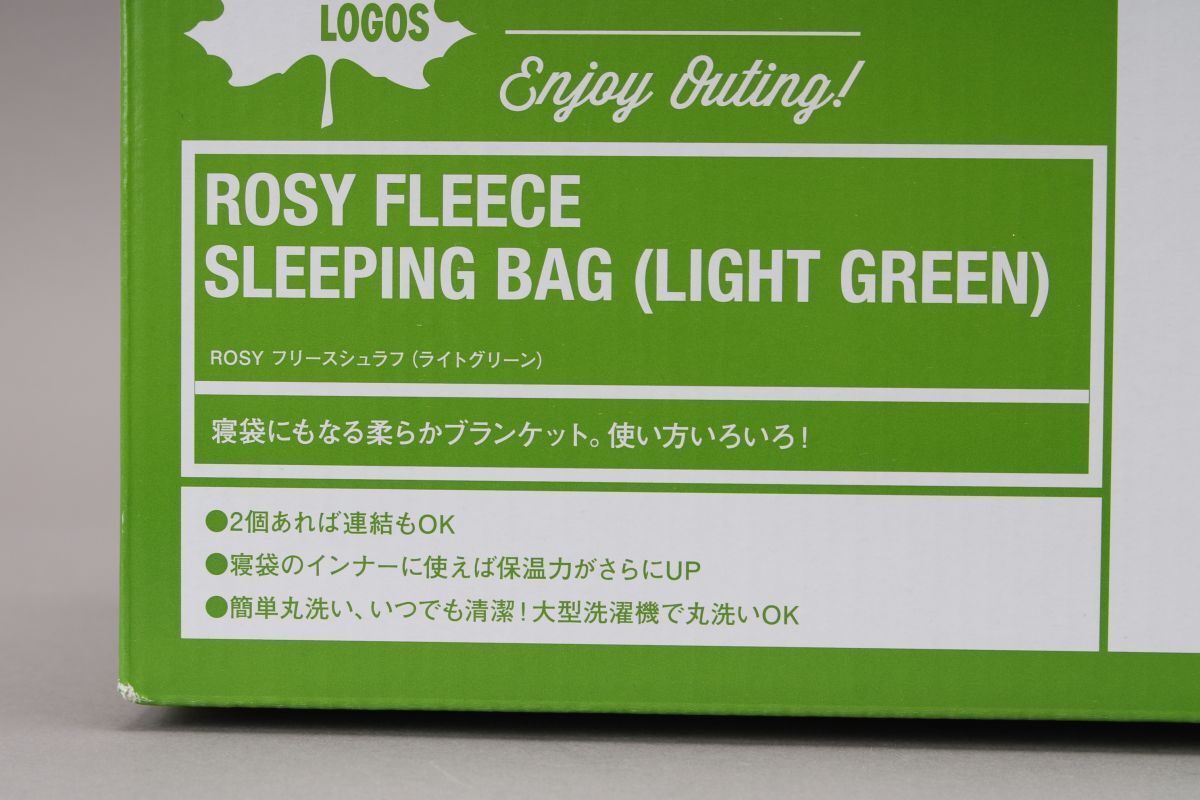 LOGOS
Enjoy Outing!
ROSY FLEECE
SLEEPING BAG (LIGHT GREEN)
ROSY フリースシュラフ（ライトグリーン）
寝袋にもなる柔らかブランケット。使い方いろいろ！
●2個あれば連結もOK
●寝袋のインナーに使えば保温力がさらにUP
●簡単丸洗い、いつでも清潔！大型洗濯機で丸洗いOK